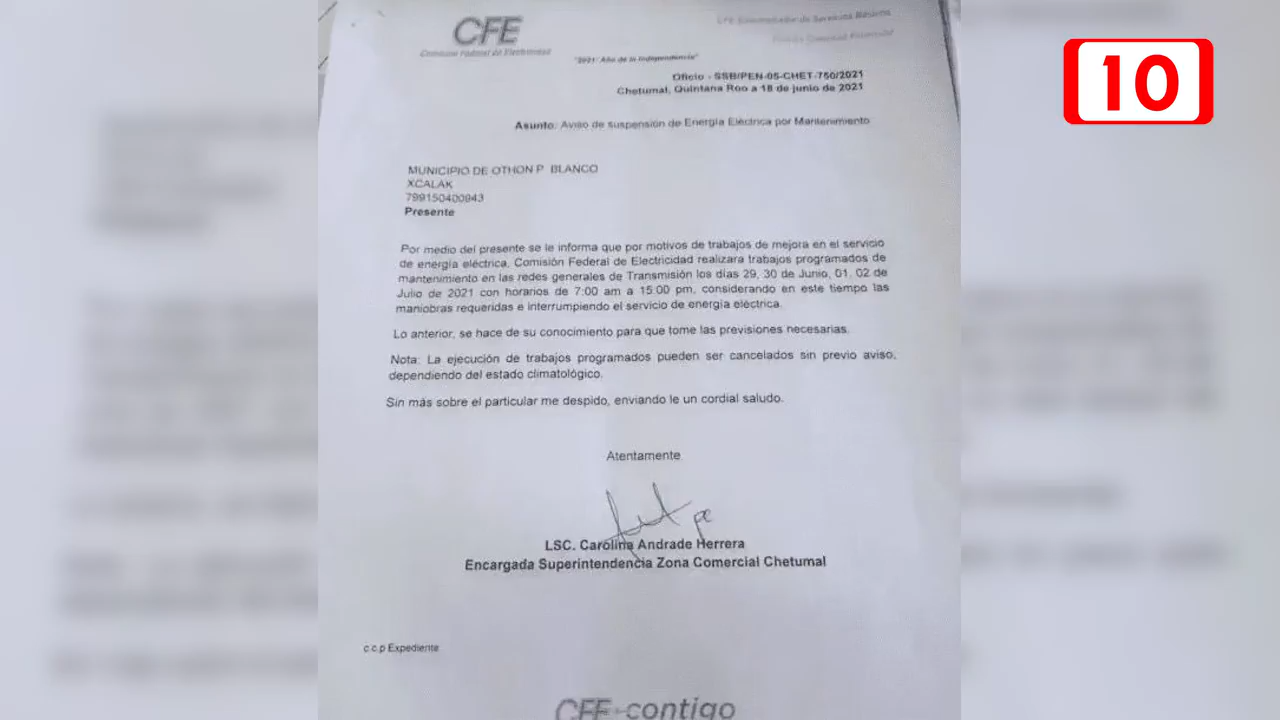 CFE
Comisión Federal de Electricidad
CFE Suministrador de Servicios Básicos
"2021: Año de la Independencia"
Oficio - SSB/PEN-05-CHET-750/2021
Chetumal, Quintana Roo a 18 de junio de 2021
10
Asunto: Aviso de suspensión de Energía Eléctrica por Mantenimiento
MUNICIPIO DE OTHON P BLANCO
XCALAK
799150400943
Presente
Por medio del presente se le informa que por motivos de trabajos de mejora en el servicio
de energía eléctrica, Comisión Federal de Electricidad realizara trabajos programados de
mantenimiento en las redes generales de Transmisión los días 29, 30 de Junio, 01, 02 de
Julio de 2021 con horarios de 7:00 am a 15:00 pm, considerando en este tiempo las
maniobras requeridas e interrumpiendo el servicio de energía eléctrica.
Lo anterior, se hace de su conocimiento para que tome las previsiones necesarias.
Nota: La ejecución de trabajos programados pueden ser cancelados sin previo aviso,
dependiendo del estado climatológico.
Sin más sobre el particular me despido, enviando le un cordial saludo.
Atentamente
pe
LSC. Carolina Andrade Herrera
Encargada Superintendencia Zona Comercial Chetumal
c.c.p Expediente
CFE contigo